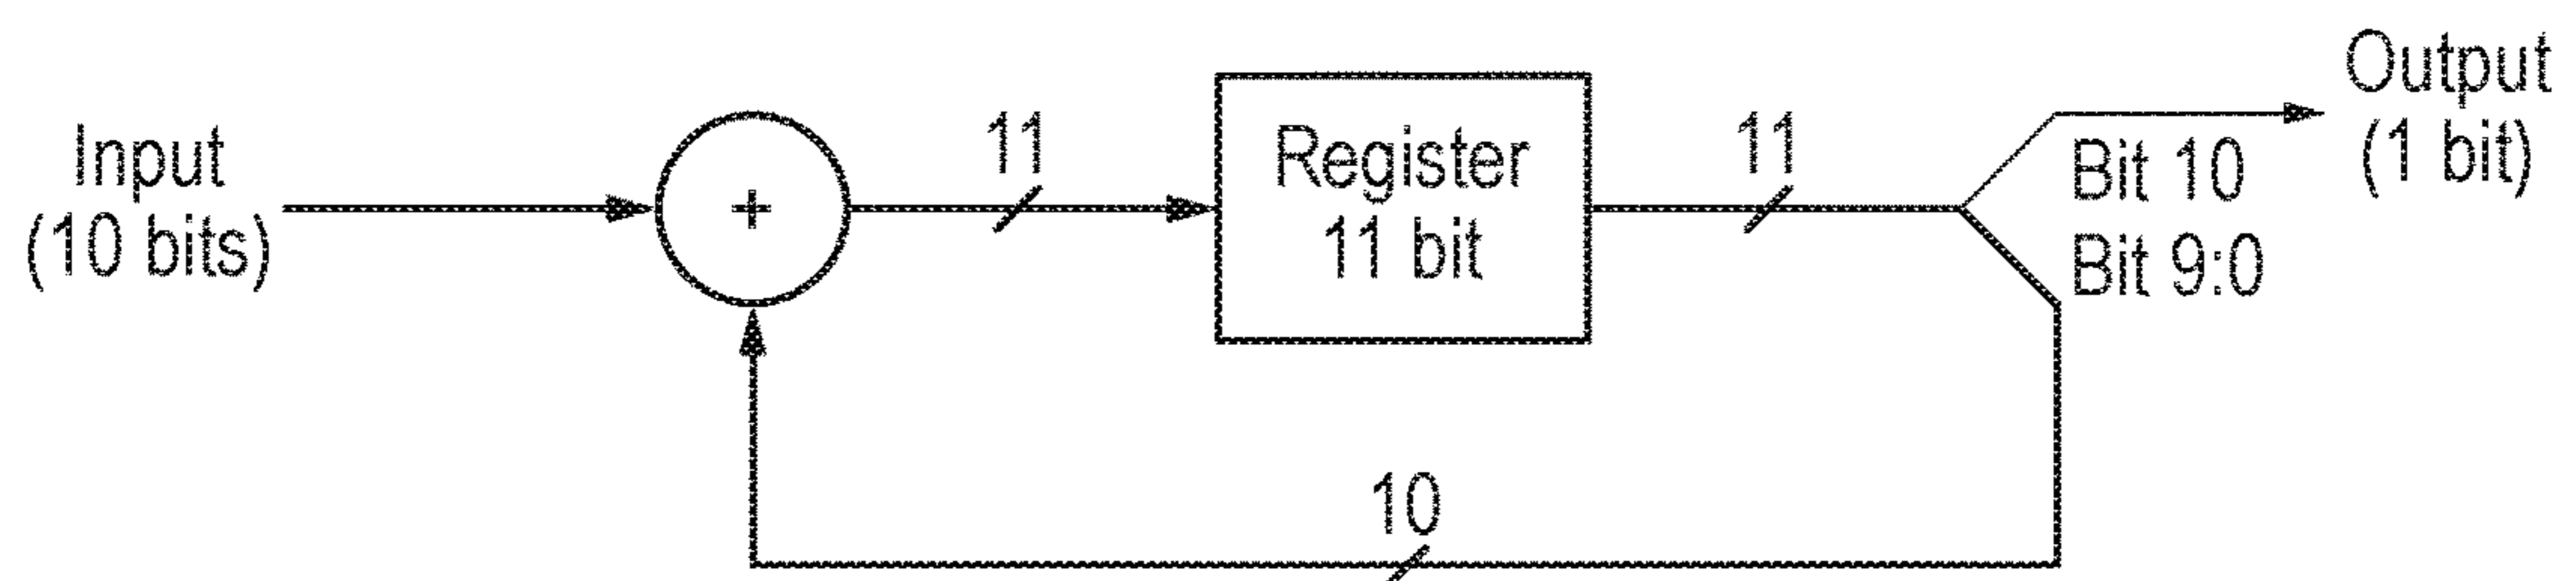 Input
(10 bits)
+
11
Register
11 bit
11
Bit 10
Bit 9:0
Output
(1 bit)
10